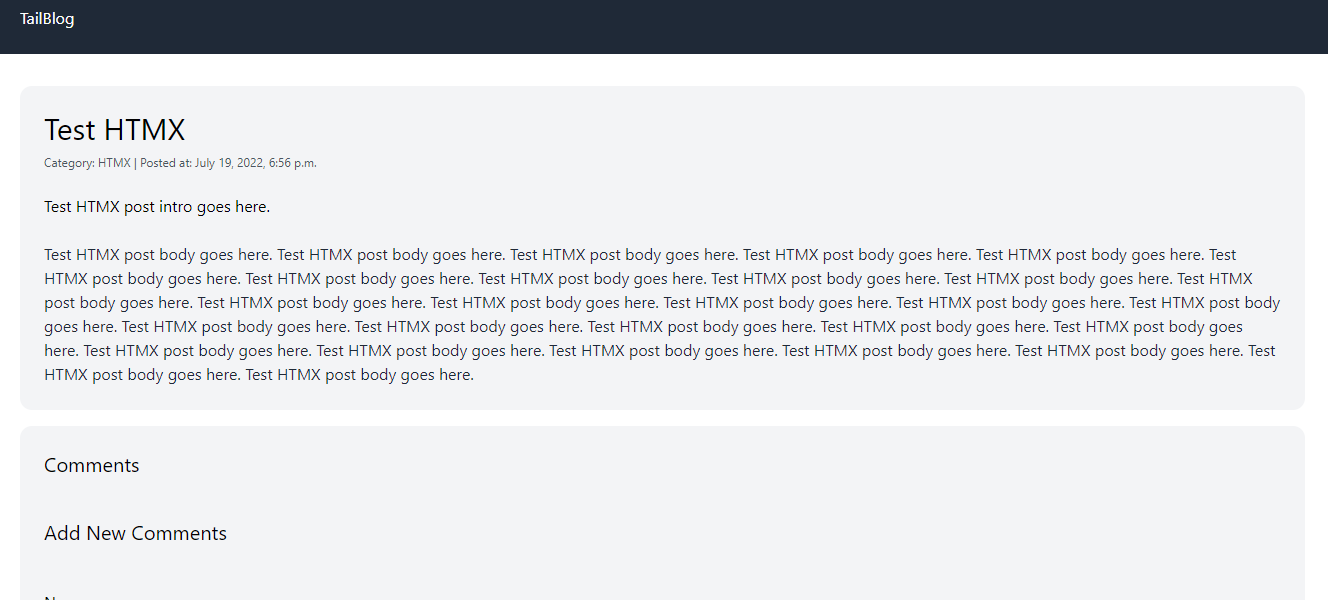 TailBlog
Test HTMX
Category: HTMX | Posted at: July 19, 2022, 6:56 p.m.
Test HTMX post intro goes here.
Test HTMX post body goes here. Test HTMX post body goes here. Test HTMX post body goes here. Test HTMX post body goes here. Test HTMX post body goes here. Test
HTMX post body goes here. Test HTMX post body goes here. Test HTMX post body goes here. Test HTMX post body goes here. Test HTMX post body goes here. Test HTMX
post body goes here. Test HTMX post body goes here. Test HTMX post body goes here. Test HTMX post body goes here. Test HTMX post body goes here. Test HTMX post body
goes here. Test HTMX post body goes here. Test HTMX post body goes here. Test HTMX post body goes here. Test HTMX post body goes here. Test HTMX post body goes
here. Test HTMX post body goes here. Test HTMX post body goes here. Test HTMX post body goes here. Test HTMX post body goes here. Test HTMX post body goes here. Test
HTMX post body goes here. Test HTMX post body goes here.
Comments
Add New Comments